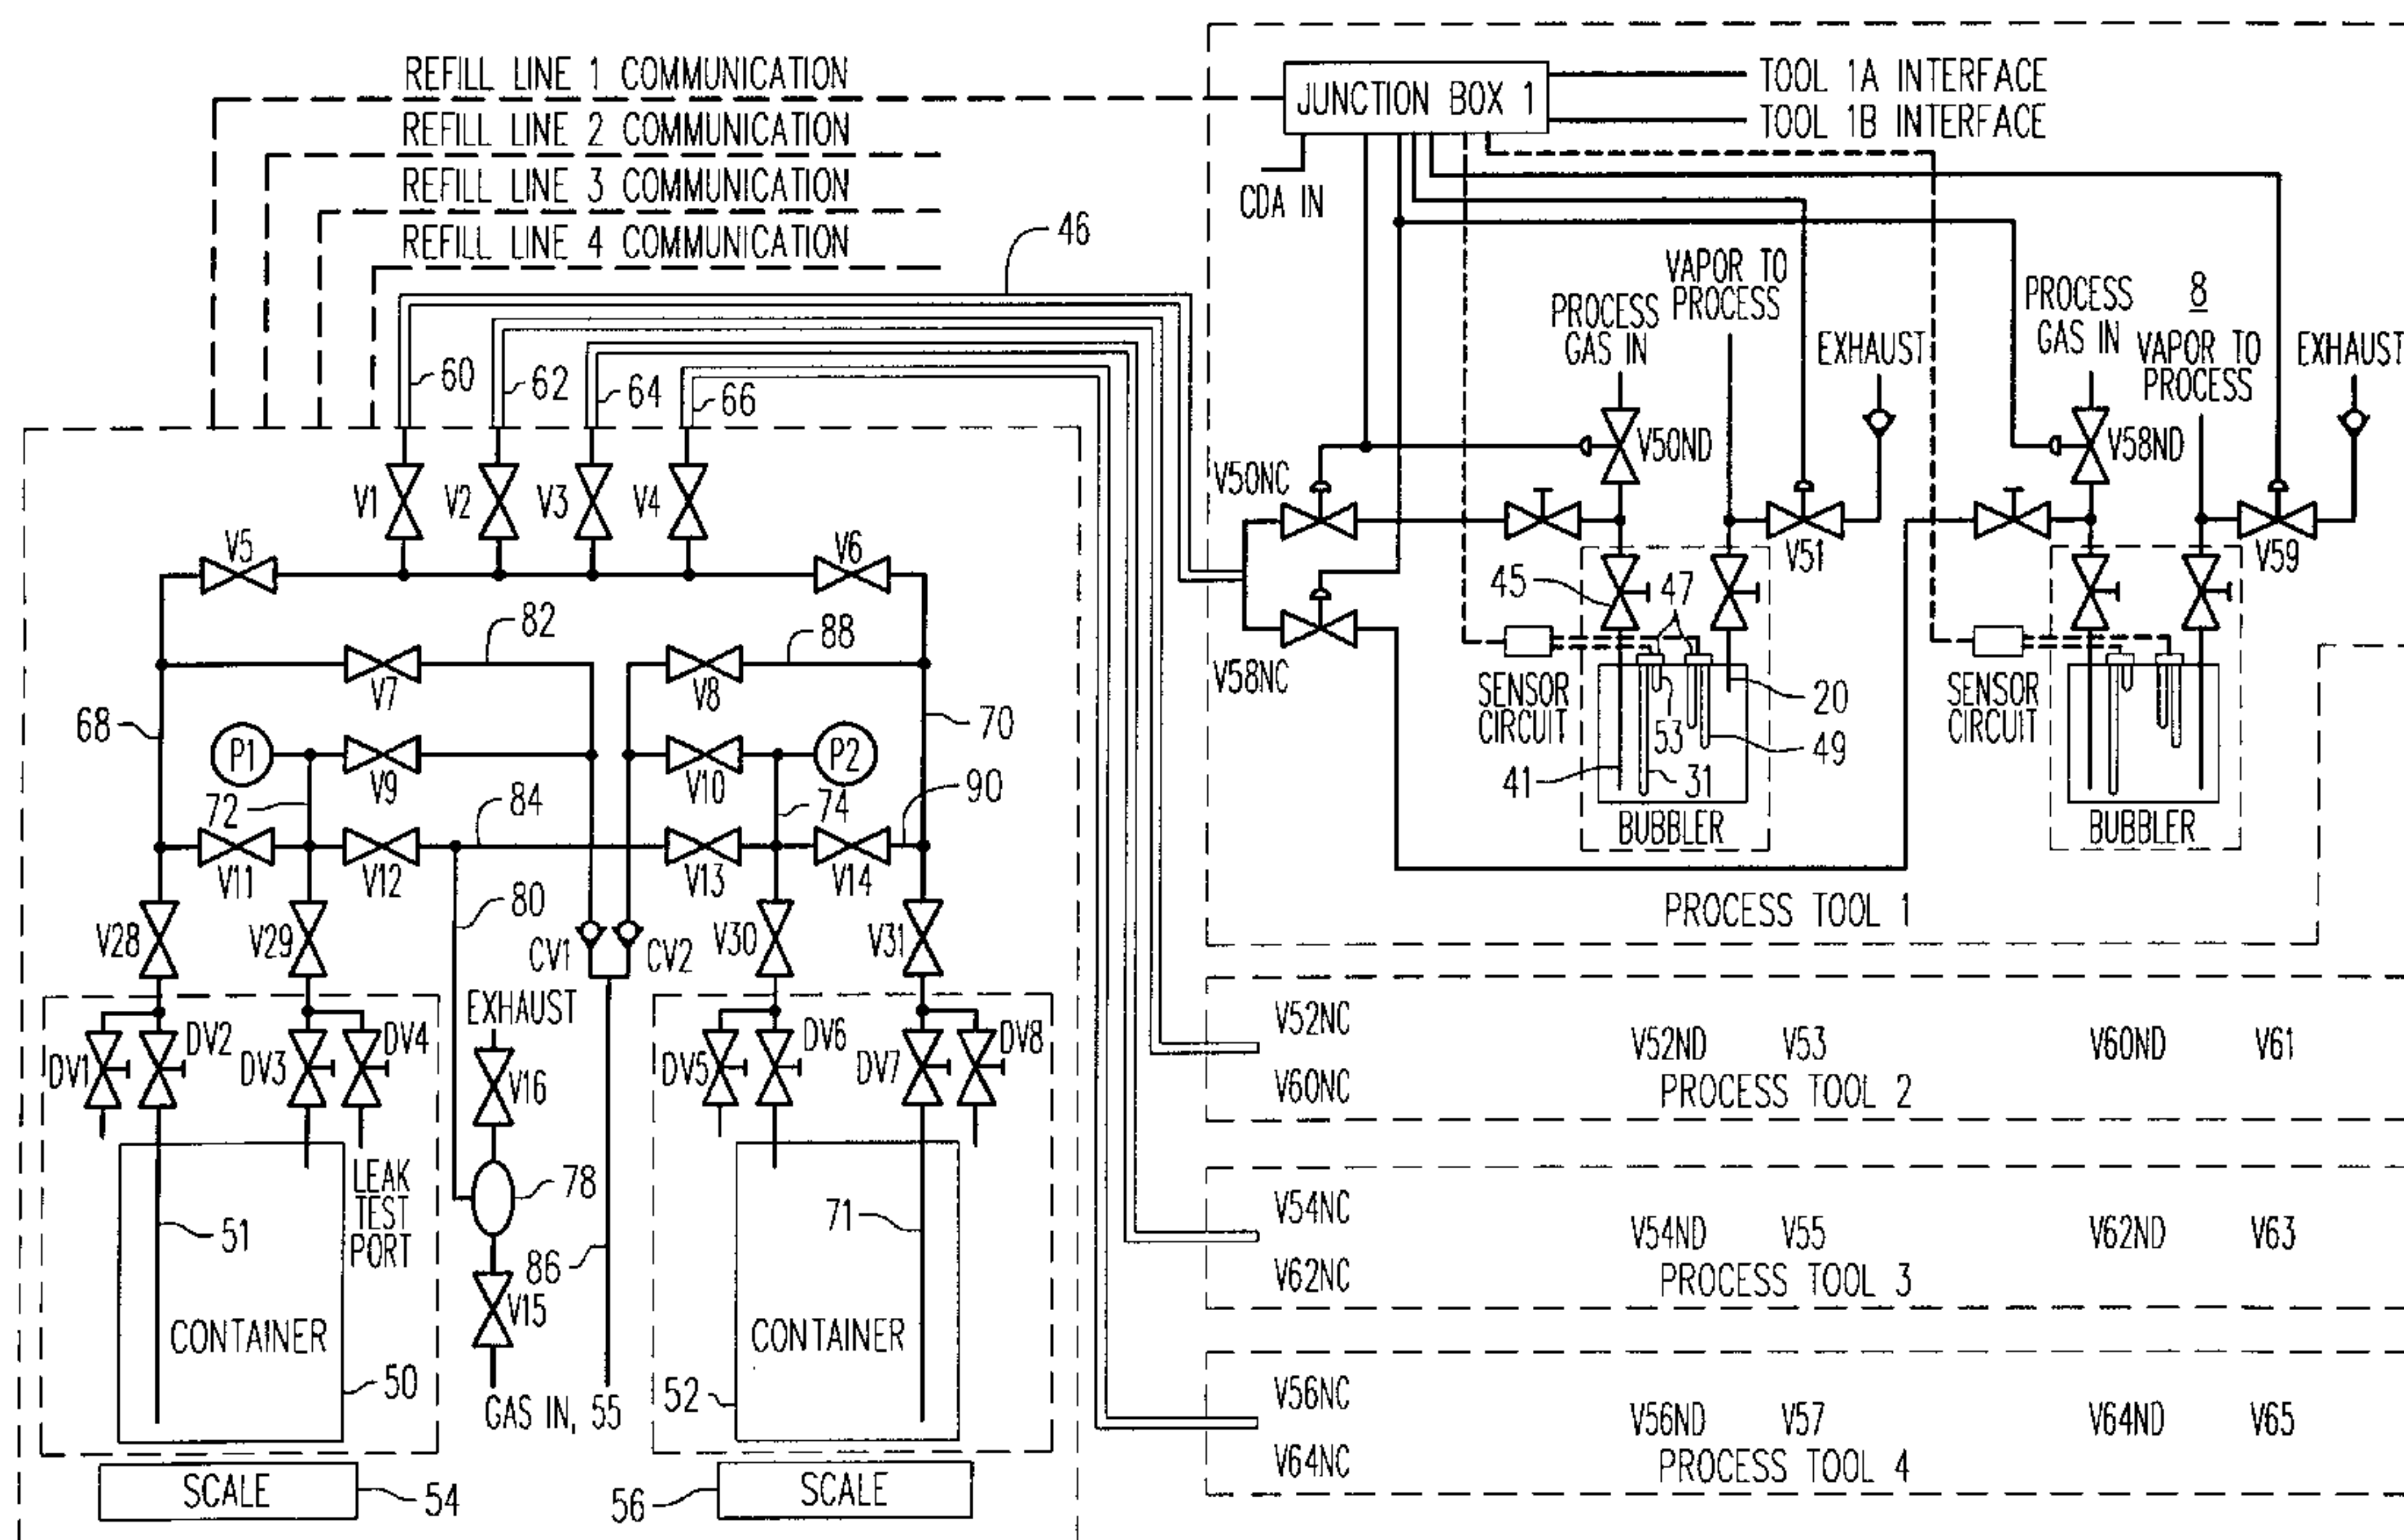 REFILL LINE 1 COMMUNICATION
REFILL LINE 2 COMMUNICATION
REFILL LINE 3 COMMUNICATION
REFILL LINE 4 COMMUNICATION
46
60
62
64
66
V1
V2
V3
V4
V5
V6
82
88
V7
V8
68
70
P1
P2
V9
V10
72
84
74
90
V11
V12
V13
V14
80
V28
V29
CV1
CV2
V30
V31
EXHAUST
DV1
DV2
DV3
DV4
V16
DV5
DV6
DV7
DV8
LEAK
TEST
PORT
78
51
71
86
V15
CONTAINER
CONTAINER
50
52
GAS IN, 55
SCALE
54
56
SCALE
JUNCTION BOX 1
TOOL 1A INTERFACE
TOOL 1B INTERFACE
CDA IN
VAPOR TO
PROCESS
PROCESS
GAS IN
EXHAUST
PROCESS
GAS IN
8
VAPOR TO
PROCESS
EXHAUST
V50NC
V50ND
V58ND
V51
V59
45
47
V58NC
SENSOR
CIRCUIT
20
53
49
41
31
BUBBLER
SENSOR
CIRCUIT
BUBBLER
PROCESS TOOL 1
V52NC
V52ND
V53
V60ND
V61
V60NC
PROCESS TOOL 2
V54NC
V54ND
V55
V62ND
V63
V62NC
PROCESS TOOL 3
V56NC
V56ND
V57
V64ND
V65
V64NC
PROCESS TOOL 4